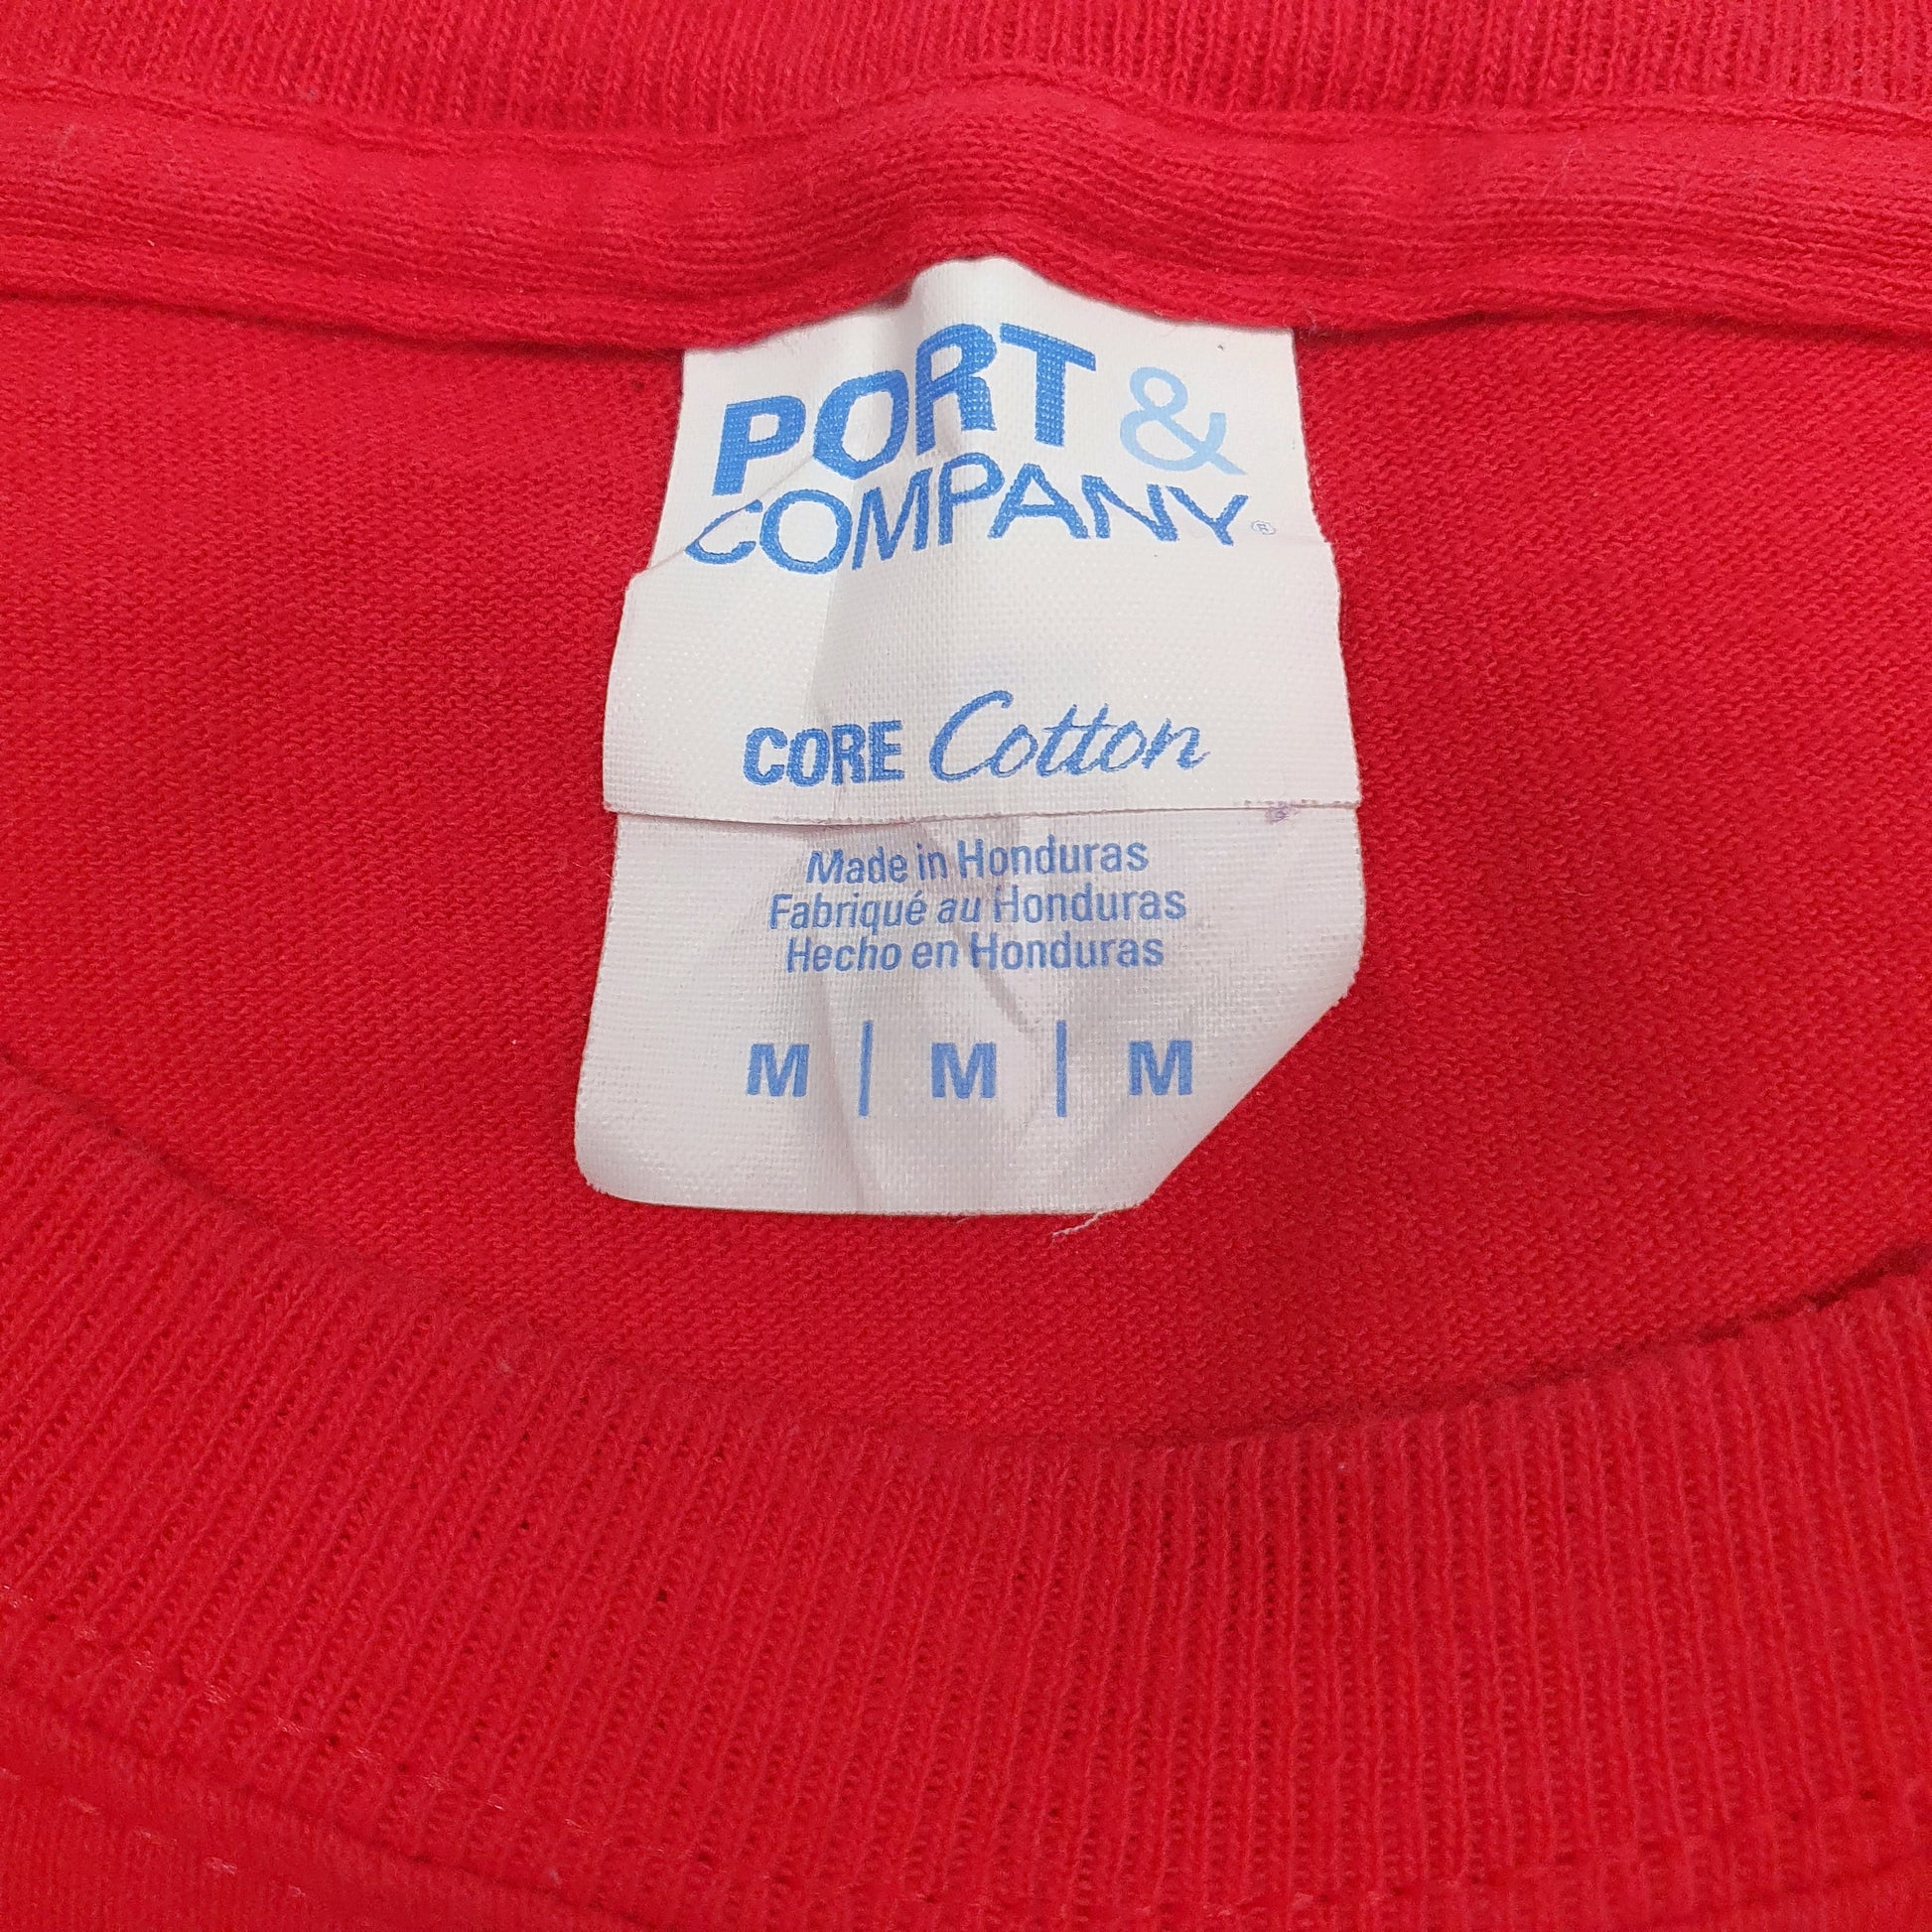 PORT &
COMPANY®
CORE Cotton
Made in Honduras
Fabriqué au Honduras
Hecho en Honduras
M | M | M